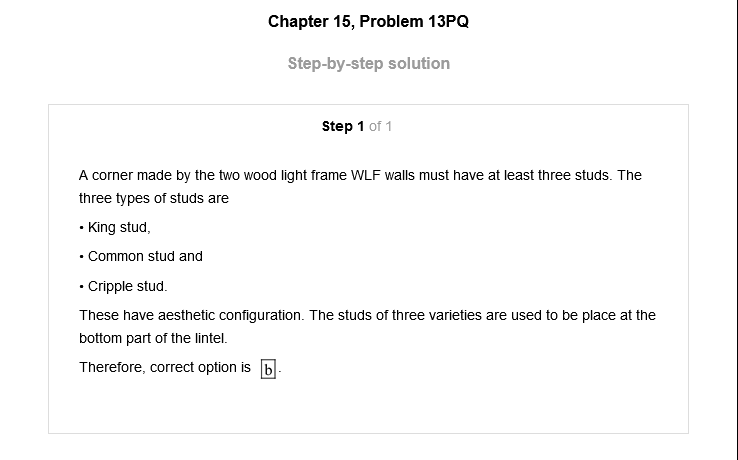 Chapter 15, Problem 13PQ
Step-by-step solution
Step 1 of 1
A corner made by the two wood light frame WLF walls must have at least three studs. The
three types of studs are
• King stud,
• Common stud and
• Cripple stud.
These have aesthetic configuration. The studs of three varieties are used to be place at the
bottom part of the lintel.
Therefore, correct option is b.